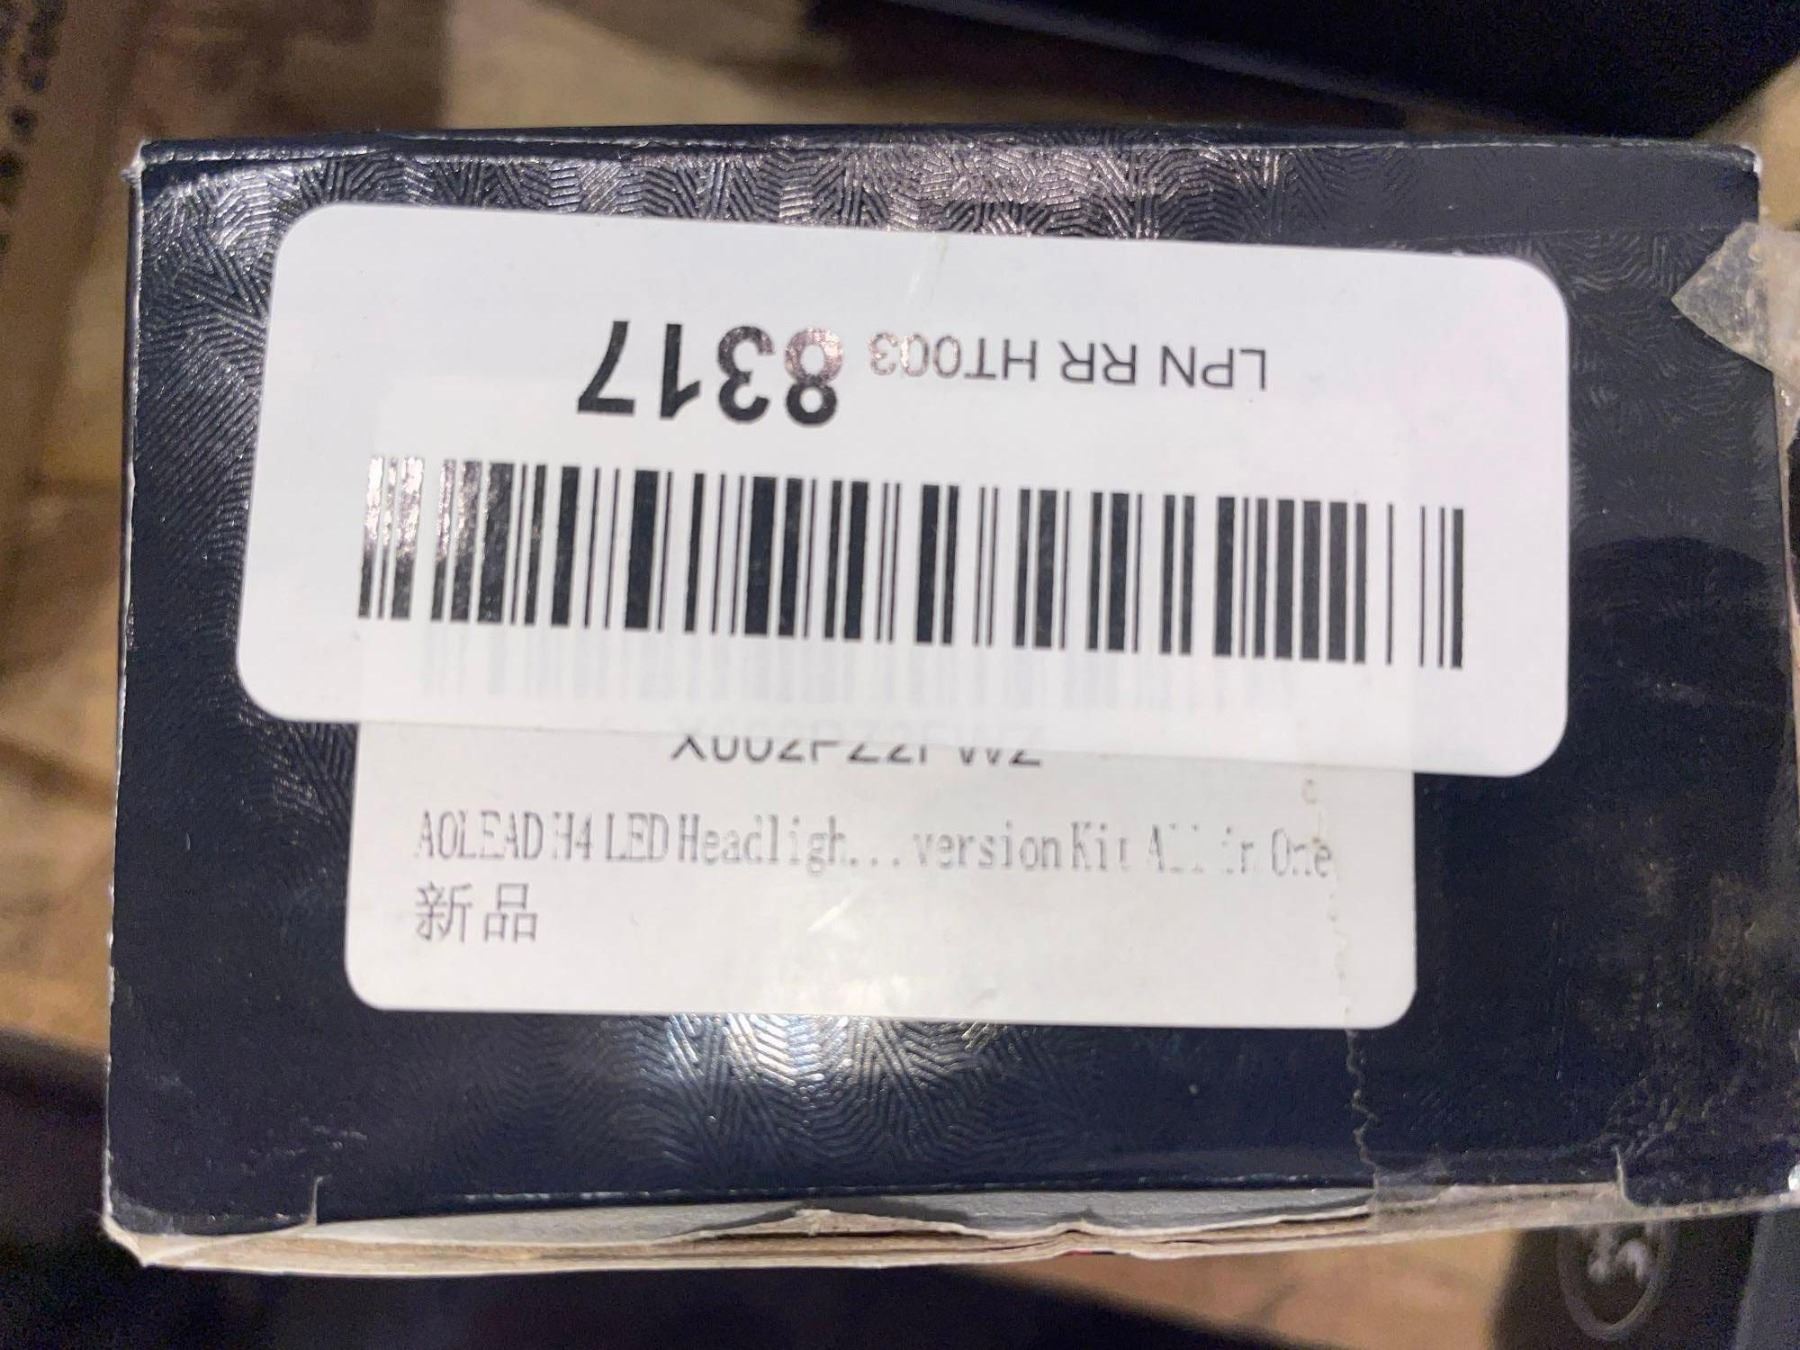 LPN RR HT003 8317
AOLEAD H4 LED Headligh...version Kit All in One
新品